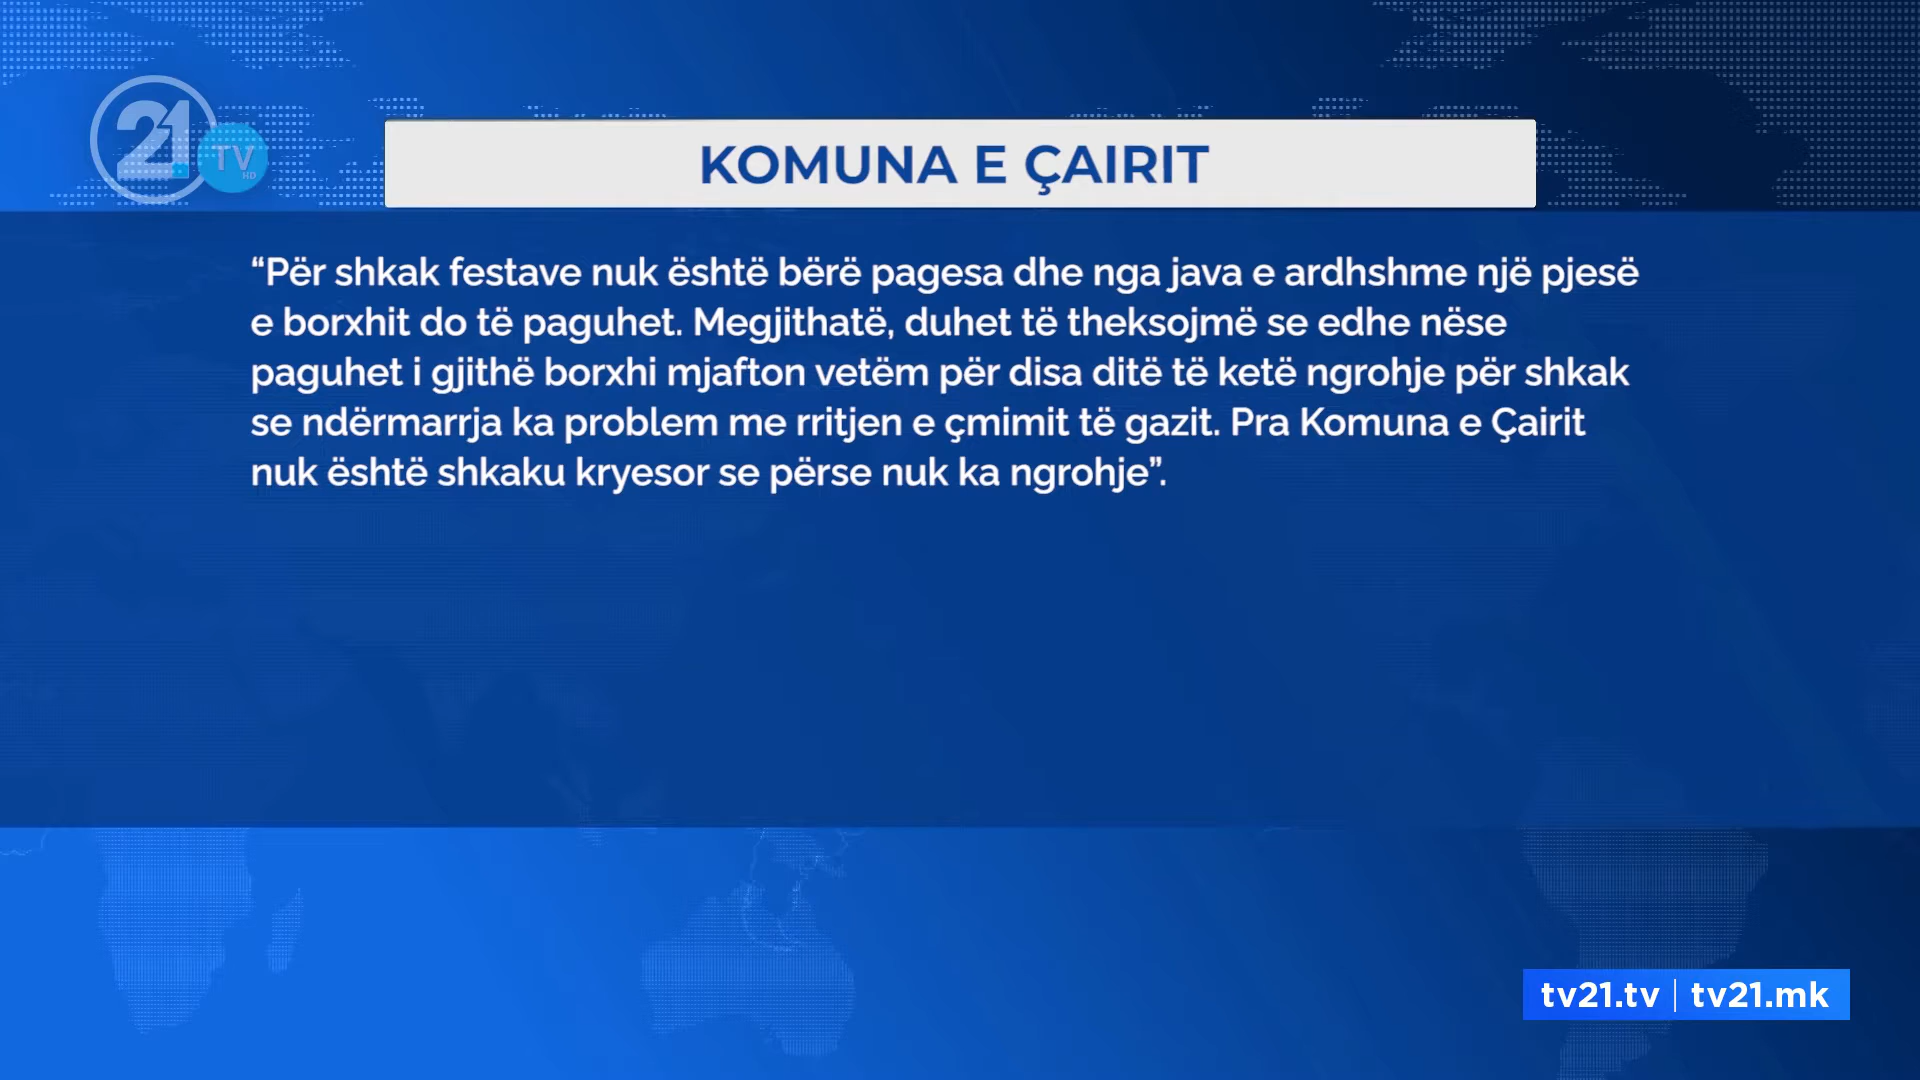 21
TV
HD
KOMUNA E ÇAIRIT
“Për shkak festave nuk është bërë pagesa dhe nga java e ardhshme një pjesë
e borxhit do të paguhet. Megjithatë, duhet të theksojmë se edhe nëse
paguhet i gjithë borxhi mjafton vetëm për disa ditë të ketë ngrohje për shkak
se ndërmarrja ka problem me rritjen e çmimit të gazit. Pra Komuna e Çairit
nuk është shkaku kryesor se përse nuk ka ngrohje”.
tv21.tv | tv21.mk